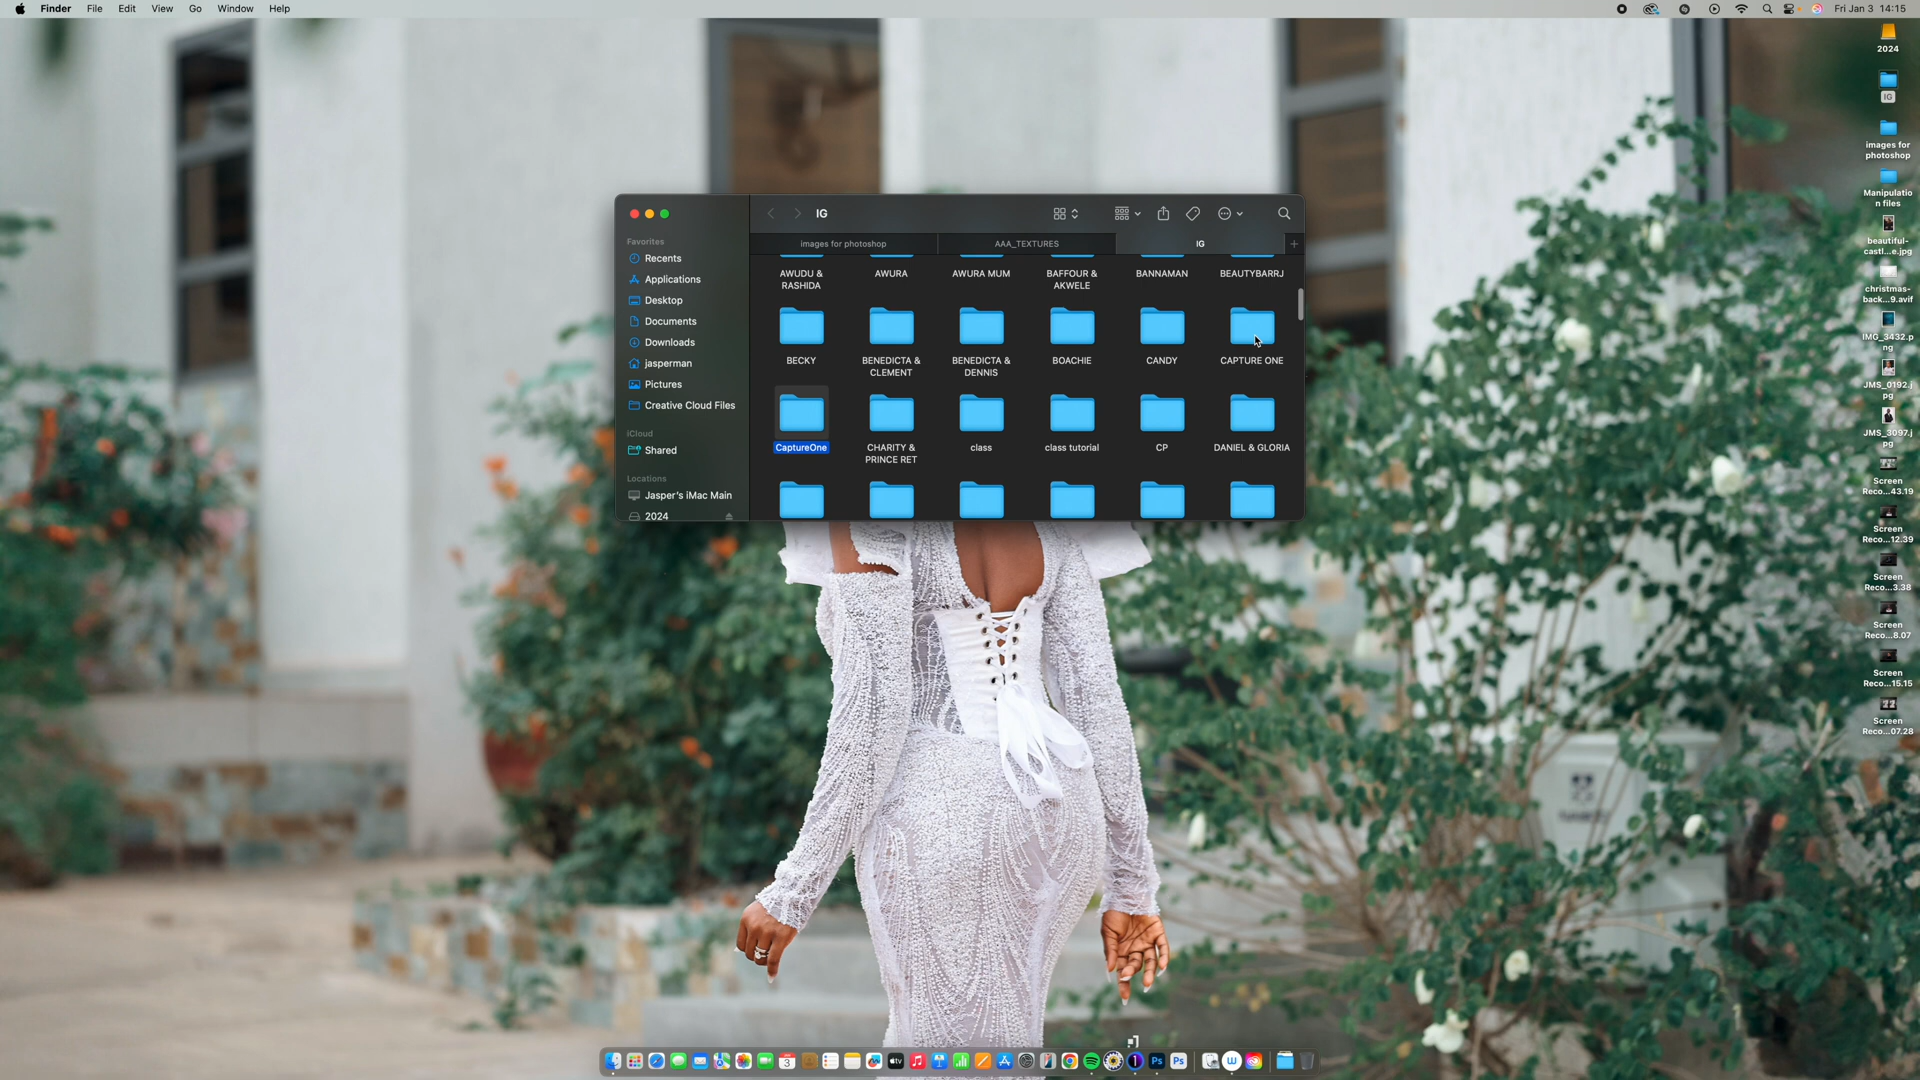 Finder File Edit View Go Window Help
Fri Jan 3 14:15
2024
IG
images for
photoshop
Manipulatio
n files
beautiful-
castl...e.jpg
christmas-
back...9.avif
IMG_3432.p
ng
JMS_0192.j
pg
JMS_3097.j
pg
Screen
Reco...43.19
Screen
Reco...12.39
Screen
Reco...3.38
Screen
Reco...8.07
Screen
Reco...15.15
Screen
Reco...07.28
IG
images for photoshop AAA_TEXTURES IG
Favorites
Recents
Applications
Desktop
Documents
Downloads
jasperman
Pictures
Creative Cloud Files
iCloud
Shared
Locations
Jasper's iMac Main
2024
AWUDU &
RASHIDA
AWURA
AWURA MUM
BAFFOUR &
AKWELE
BANNAMAN
BEAUTYBARRJ
BECKY
BENEDICTA &
CLEMENT
BENEDICTA &
DENNIS
BOACHIE
CANDY
CAPTURE ONE
CaptureOne
CHARITY &
PRINCE RET
class
class tutorial
CP
DANIEL & GLORIA
3
tv
1
Ps
Ps
W